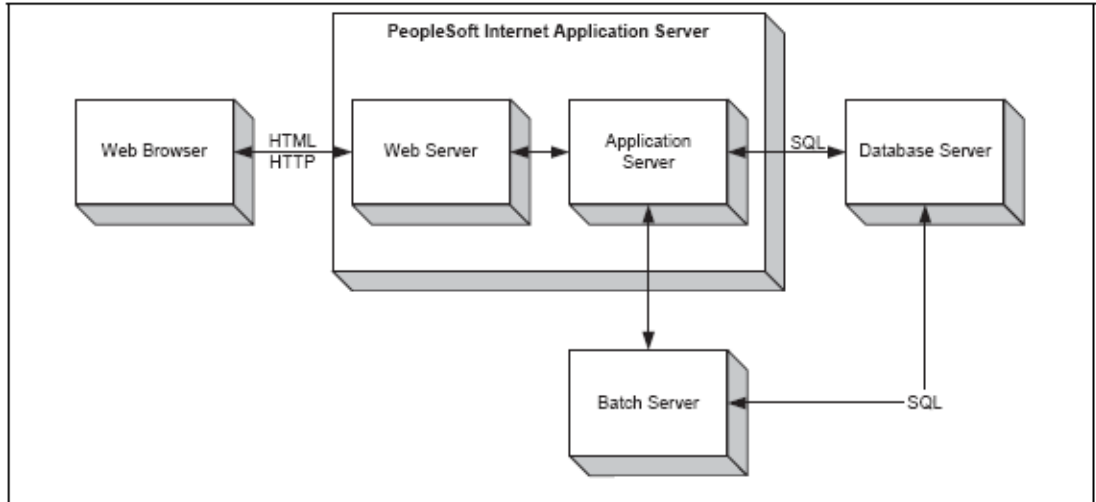 PeopleSoft Internet Application Server
Web Browser
HTML
HTTP
Web Server
Application
Server
SQL
Database Server
Batch Server
SQL